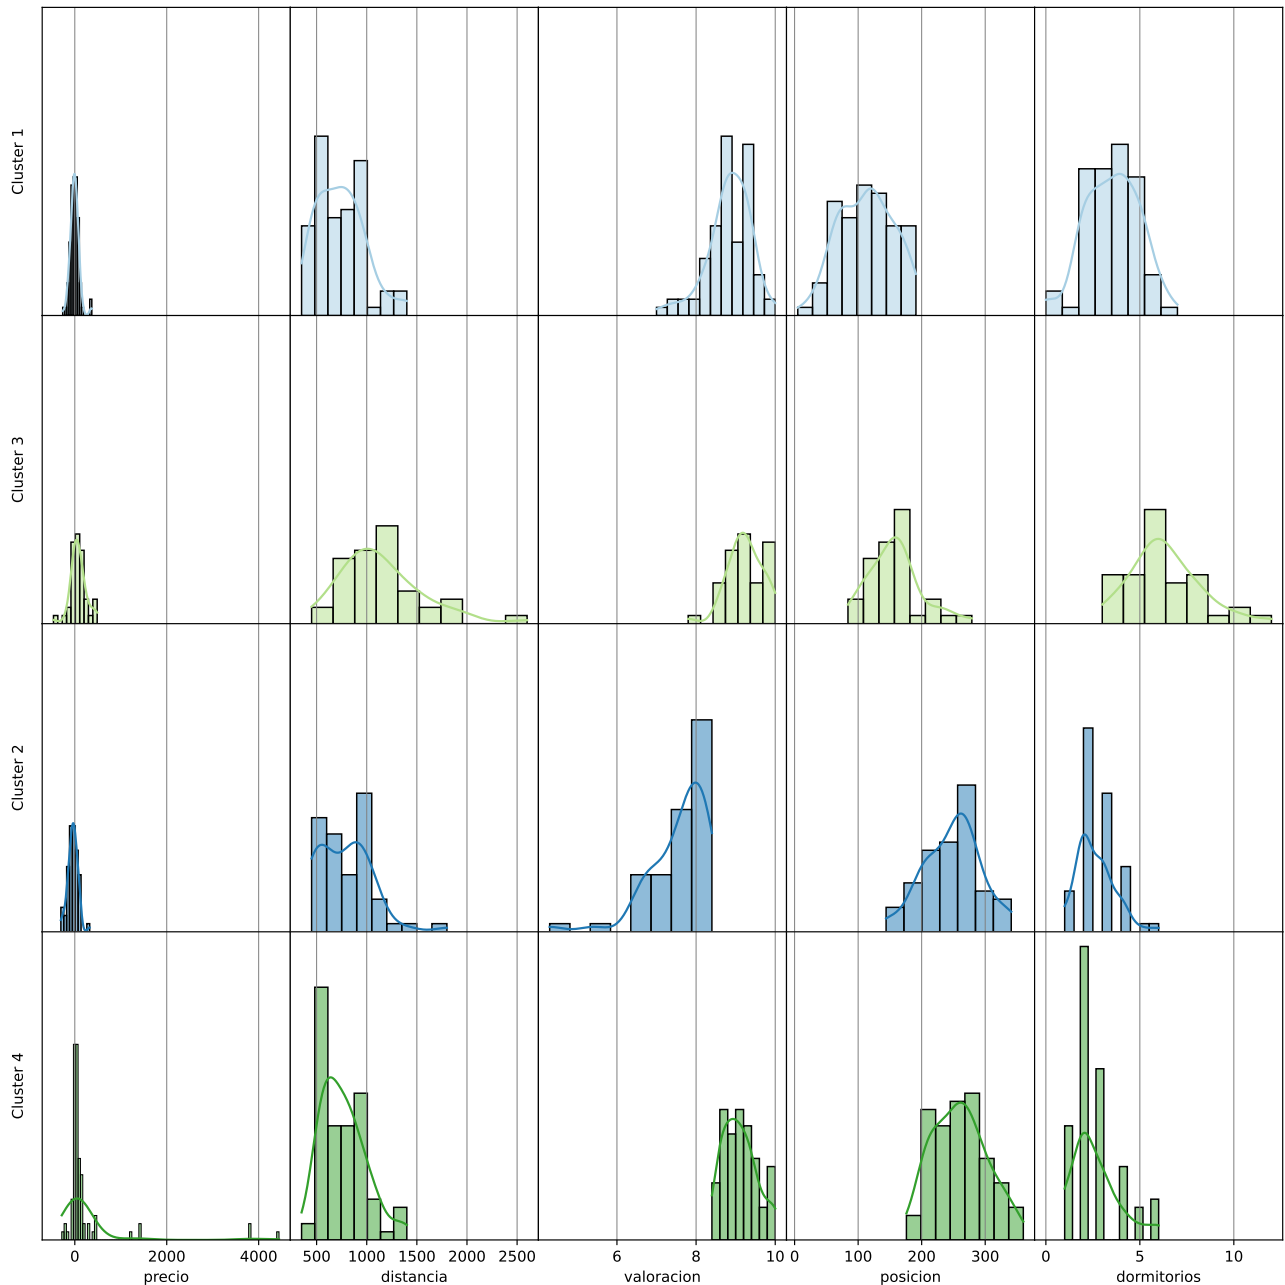 Cluster 1
Cluster 3
Cluster 2
Cluster 4
0 2000 4000 500 1000 1500 2000 2500 6 8 10 0 100 200 300 0 5 10
precio distancia valoracion posicion dormitorios